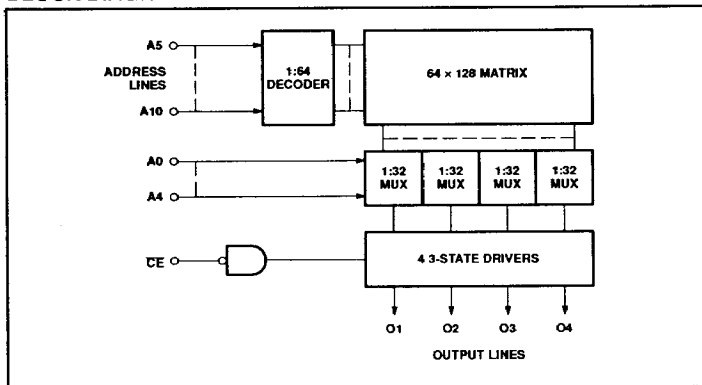 A5
ADDRESS
LINES
A10
1:64
DECODER
64 × 128 MATRIX
A0
A4
1:32
MUX
1:32
MUX
1:32
MUX
1:32
MUX
CE
4 3-STATE DRIVERS
O1 O2 O3 O4
OUTPUT LINES